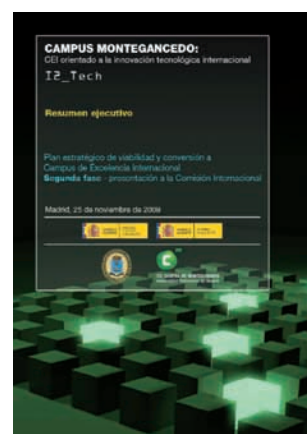 CAMPUS MONTEGANCEDO:
CEI orientado a la innovación tecnológica internacional
I2_Tech
Resumen ejecutivo
Plan estratégico de viabilidad y conversión a
Campus de Excelencia Internacional
Segunda fase - presentación a la Comisión Internacional
Madrid, 25 de noviembre de 2009